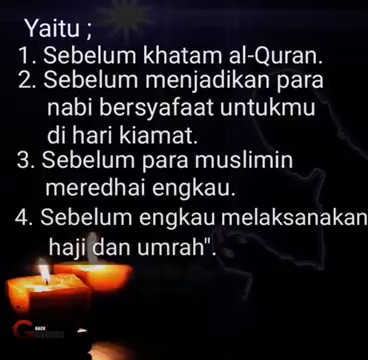 Yaitu ;
1. Sebelum khatam al-Quran.
2. Sebelum menjadikan para
nabi bersyafaat untukmu
di hari kiamat.
3. Sebelum para muslimin
meredhai engkau.
4. Sebelum engkau melaksanakan
haji dan umrah".